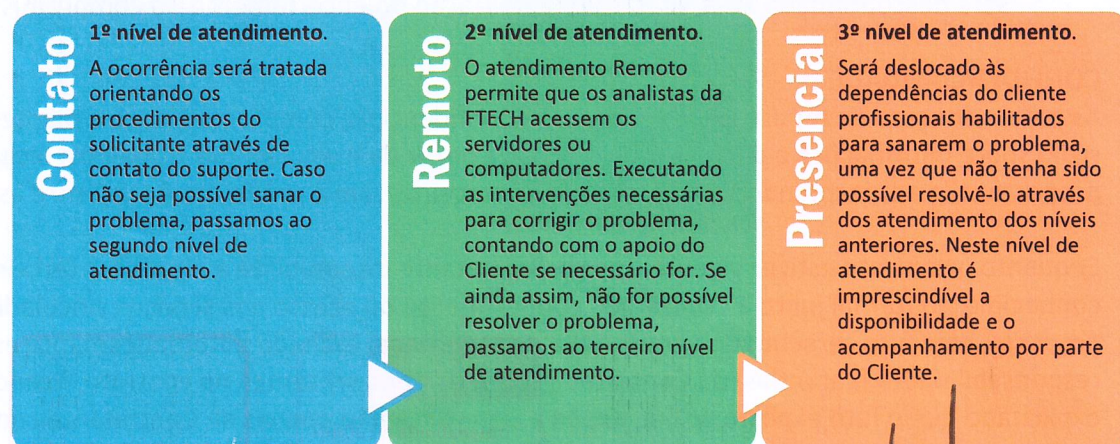 Contato
1º nível de atendimento.
A ocorrência será tratada
orientando os
procedimentos do
solicitante através de
contato do suporte. Caso
não seja possível sanar o
problema, passamos ao
segundo nível de
atendimento.
Remoto
2º nível de atendimento.
O atendimento Remoto
permite que os analistas da
FTECH acessem os
servidores ou
computadores. Executando
as intervenções necessárias
para corrigir o problema,
contando com o apoio do
Cliente se necessário for. Se
ainda assim, não for possível
resolver o problema,
passamos ao terceiro nível
de atendimento.
Presencial
3º nível de atendimento.
Será deslocado às
dependências do cliente
profissionais habilitados
para sanarem o problema,
uma vez que não tenha sido
possível resolvê-lo através
dos atendimento dos níveis
anteriores. Neste nível de
atendimento é
imprescindível a
disponibilidade e o
acompanhamento por parte
do Cliente.